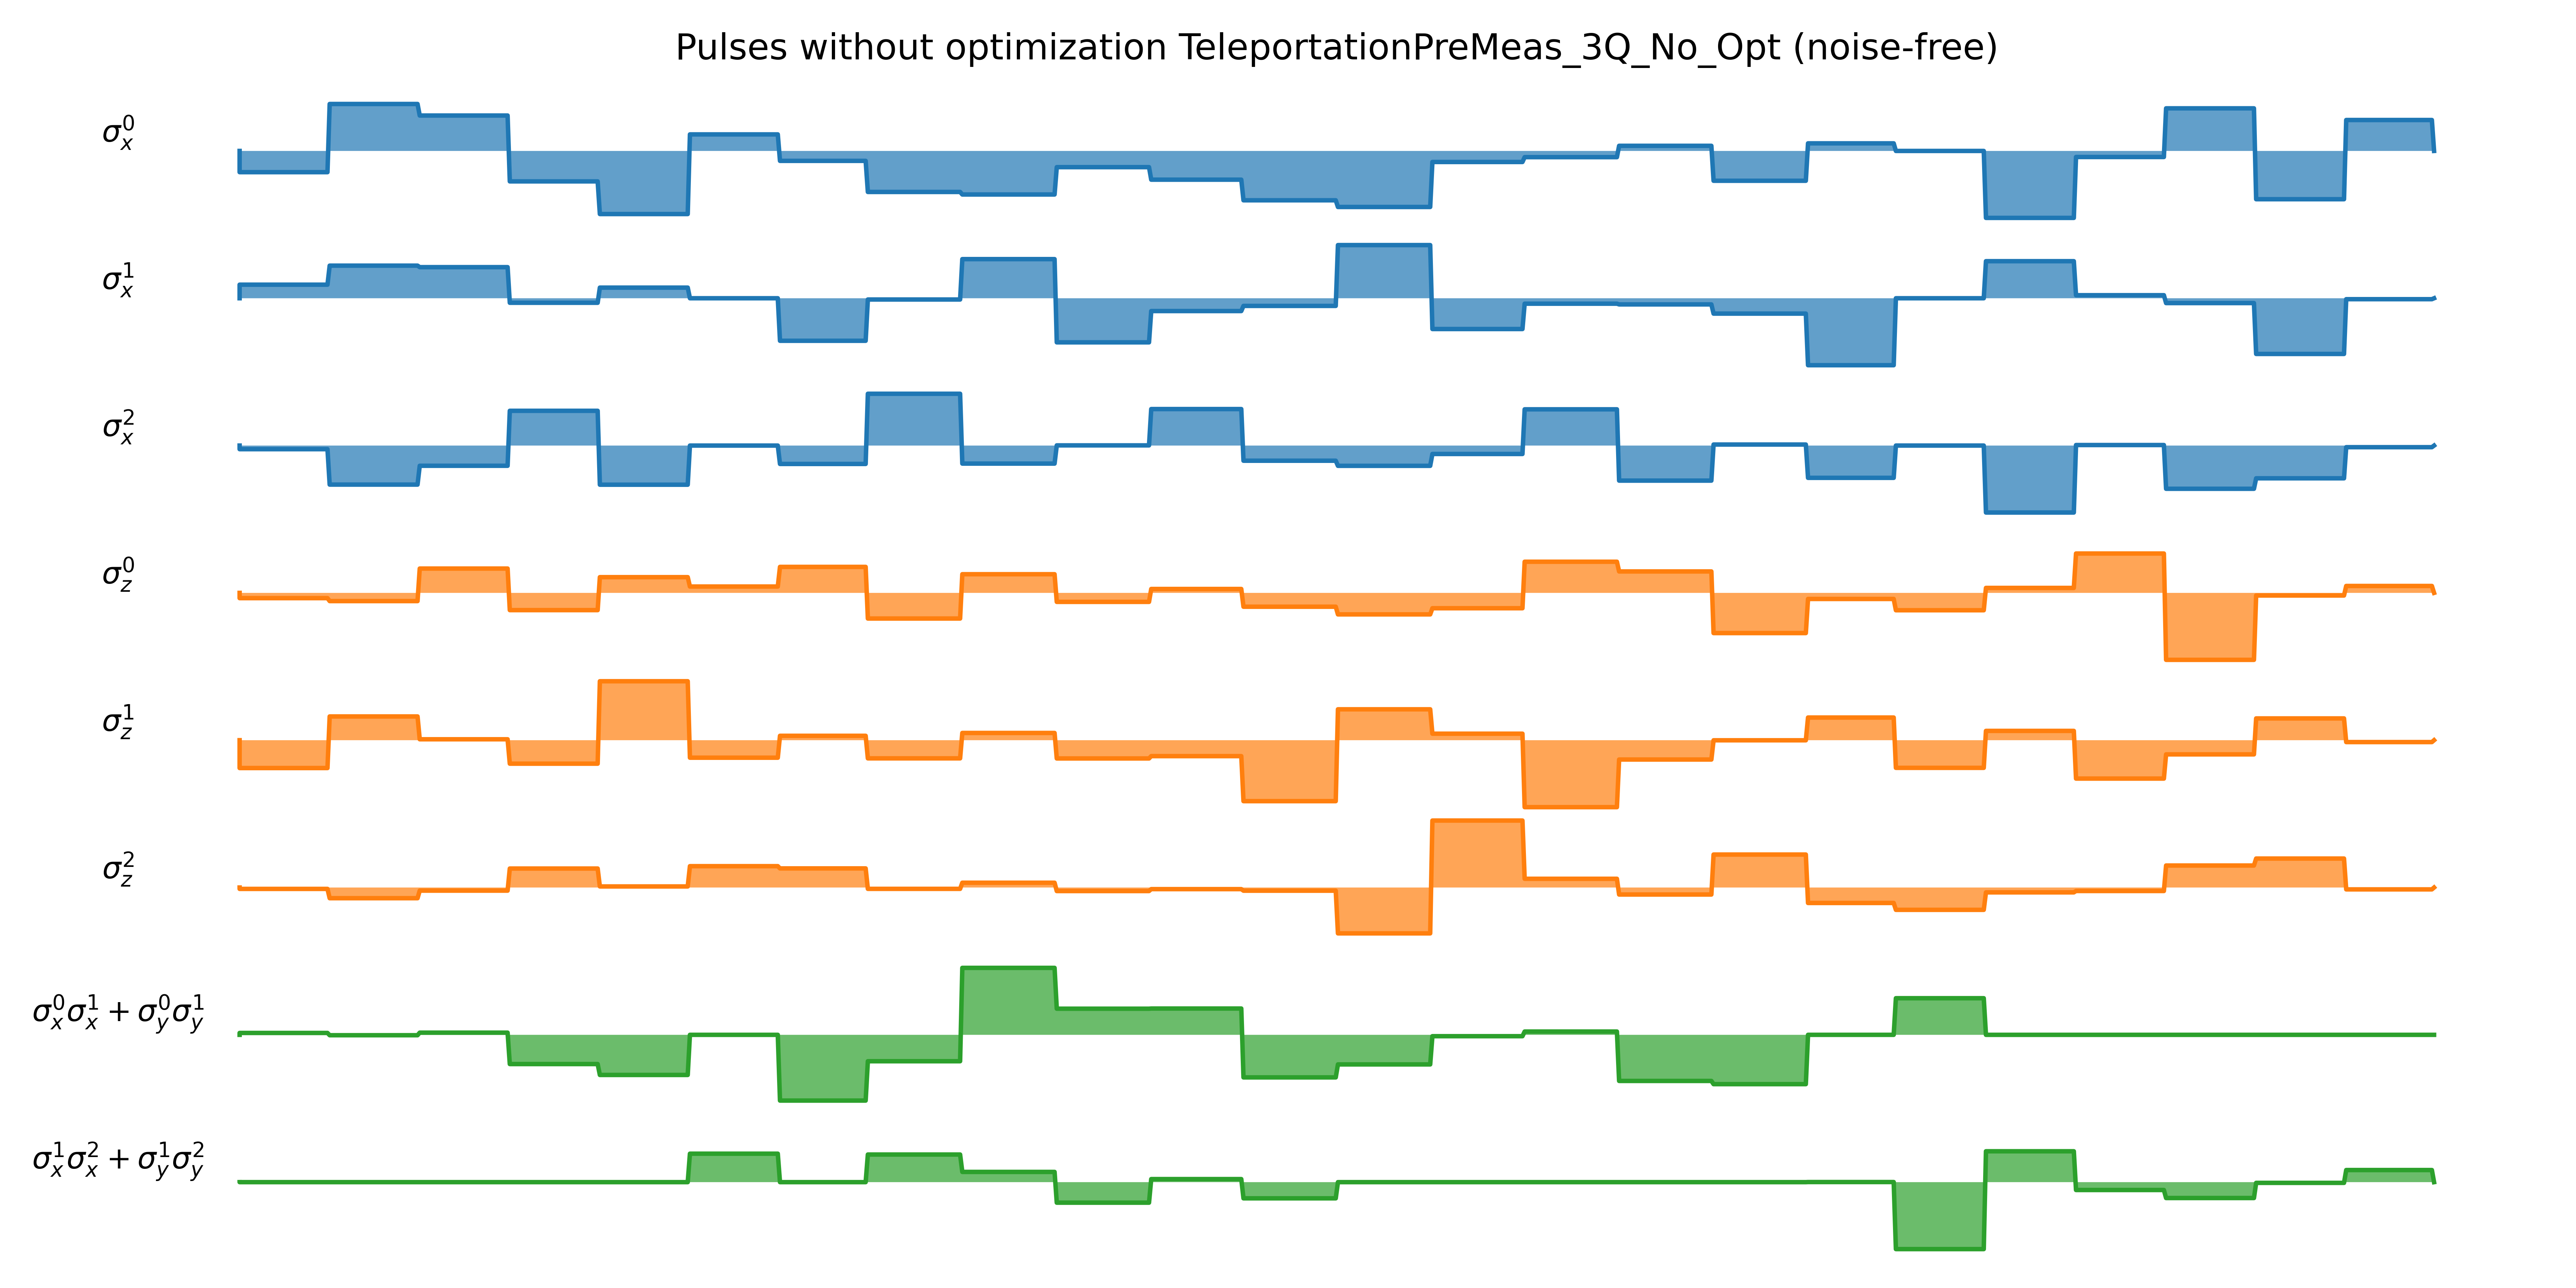 Pulses without optimization TeleportationPreMeas_3Q_No_Opt (noise-free)
σ⁰ₓ
σ¹ₓ
σ²ₓ
σ⁰_z
σ¹_z
σ²_z
σ⁰ₓσ¹ₓ + σ⁰_yσ¹_y
σ¹ₓσ²ₓ + σ¹_yσ²_y